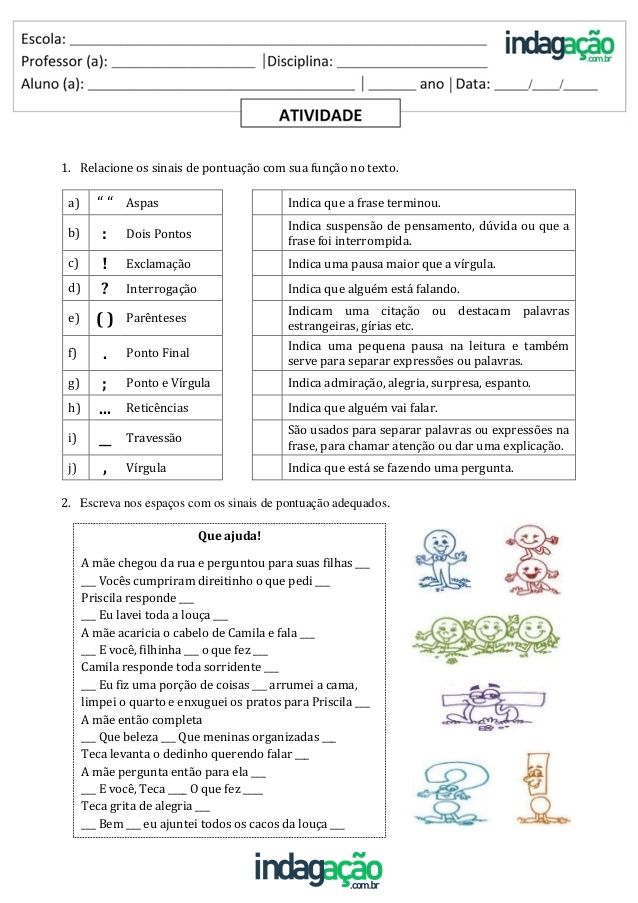 Escola: ____________________________________________________
indagação
.com.br
Professor (a): __________________ |Disciplina: ___________________
Aluno (a): _________________________________ | ______ ano |Data: _____/____/_____
ATIVIDADE
1. Relacione os sinais de pontuação com sua função no texto.
a) “ “ Aspas
b) : Dois Pontos
c) ! Exclamação
d) ? Interrogação
e) ( ) Parênteses
f) . Ponto Final
g) ; Ponto e Vírgula
h) ... Reticências
i) __ Travessão
j) , Vírgula
Indica que a frase terminou.
Indica suspensão de pensamento, dúvida ou que a
frase foi interrompida.
Indica uma pausa maior que a vírgula.
Indica que alguém está falando.
Indicam uma citação ou destacam palavras
estrangeiras, gírias etc.
Indica uma pequena pausa na leitura e também
serve para separar expressões ou palavras.
Indica admiração, alegria, surpresa, espanto.
Indica que alguém vai falar.
São usados para separar palavras ou expressões na
frase, para chamar atenção ou dar uma explicação.
Indica que está se fazendo uma pergunta.
2. Escreva nos espaços com os sinais de pontuação adequados.
Que ajuda!
A mãe chegou da rua e perguntou para suas filhas ___
___ Vocês cumpriram direitinho o que pedi ___
Priscila responde ___
___ Eu lavei toda a louça ___
A mãe acaricia o cabelo de Camila e fala ___
___ E você, filhinha ___ o que fez ___
Camila responde toda sorridente ___
___ Eu fiz uma porção de coisas ___ arrumei a cama,
limpei o quarto e enxuguei os pratos para Priscila ___
A mãe então completa
___ Que beleza ___ Que meninas organizadas ___
Teca levanta o dedinho querendo falar ___
A mãe pergunta então para ela ___
___ E você, Teca ____ O que fez ____
Teca grita de alegria ___
___ Bem ___ eu ajuntei todos os cacos da louça ___
indagação
.com.br